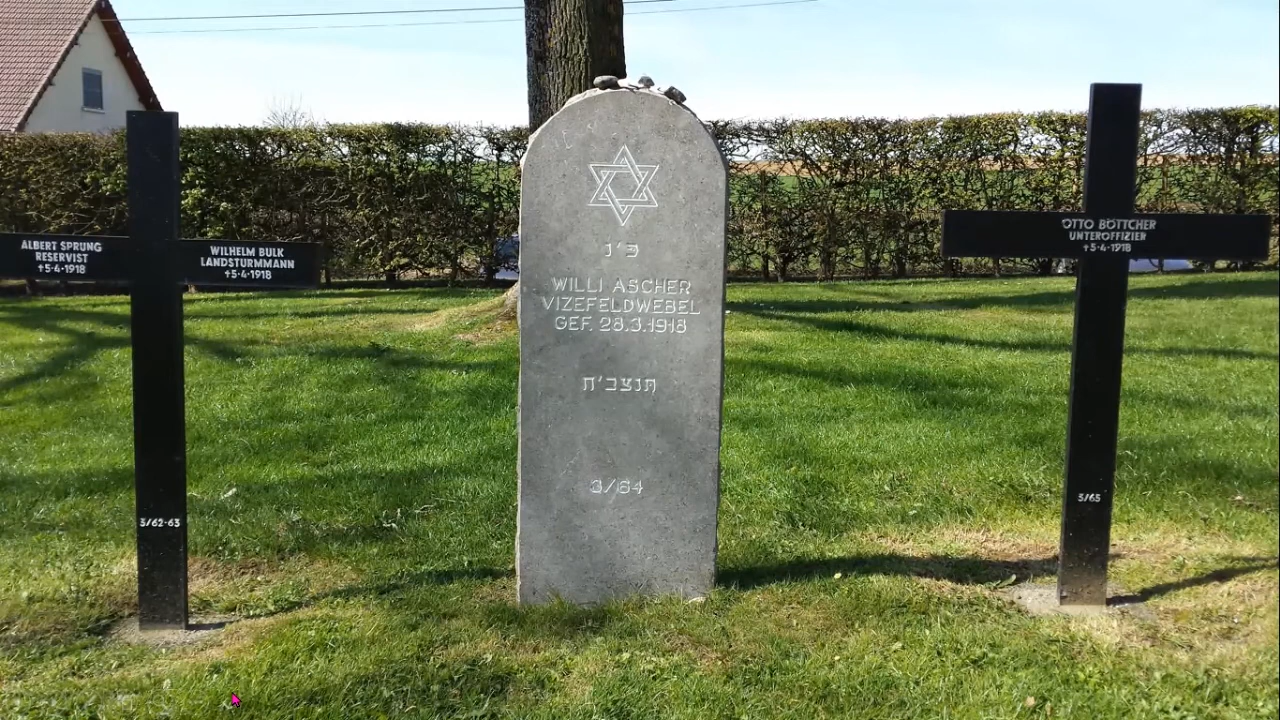 ALBERT SPRUNG
RESERVIST
+5·4·1918
WILHELM BULK
LANDSTURMMANN
+5·4·1918
3/62-63
פ׳נ
WILLI ASCHER
VIZEFELDWEBEL
GEF. 28.3.1918
תנצב׳ח
3/64
OTTO BÖTTCHER
UNTEROFFIZIER
+5·4·1918
3/65